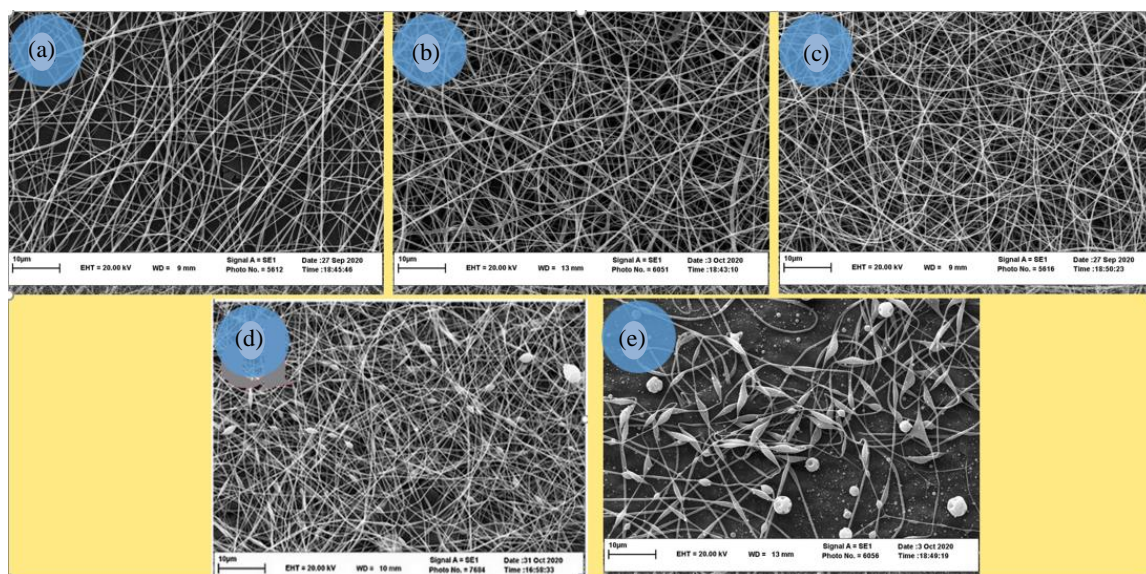 (a)
(b)
(c)
10µm
EHT = 20.00 kV
WD = 9 mm
Signal A = SE1
Photo No. = 5612
Date :27 Sep 2020
Time :18:45:46
10µm
EHT = 20.00 kV
WD = 13 mm
Signal A = SE1
Photo No. = 6051
Date :3 Oct 2020
Time :18:43:10
10µm
EHT = 20.00 kV
WD = 9 mm
Signal A = SE1
Photo No. = 5616
Date :27 Sep 2020
Time :18:50:23
(d)
(e)
10µm
EHT = 20.00 kV
WD = 10 mm
Signal A = SE1
Photo No. = 7684
Date :31 Oct 2020
Time :16:58:33
10µm
EHT = 20.00 kV
WD = 13 mm
Signal A = SE1
Photo No. = 6056
Date :3 Oct 2020
Time :18:49:19